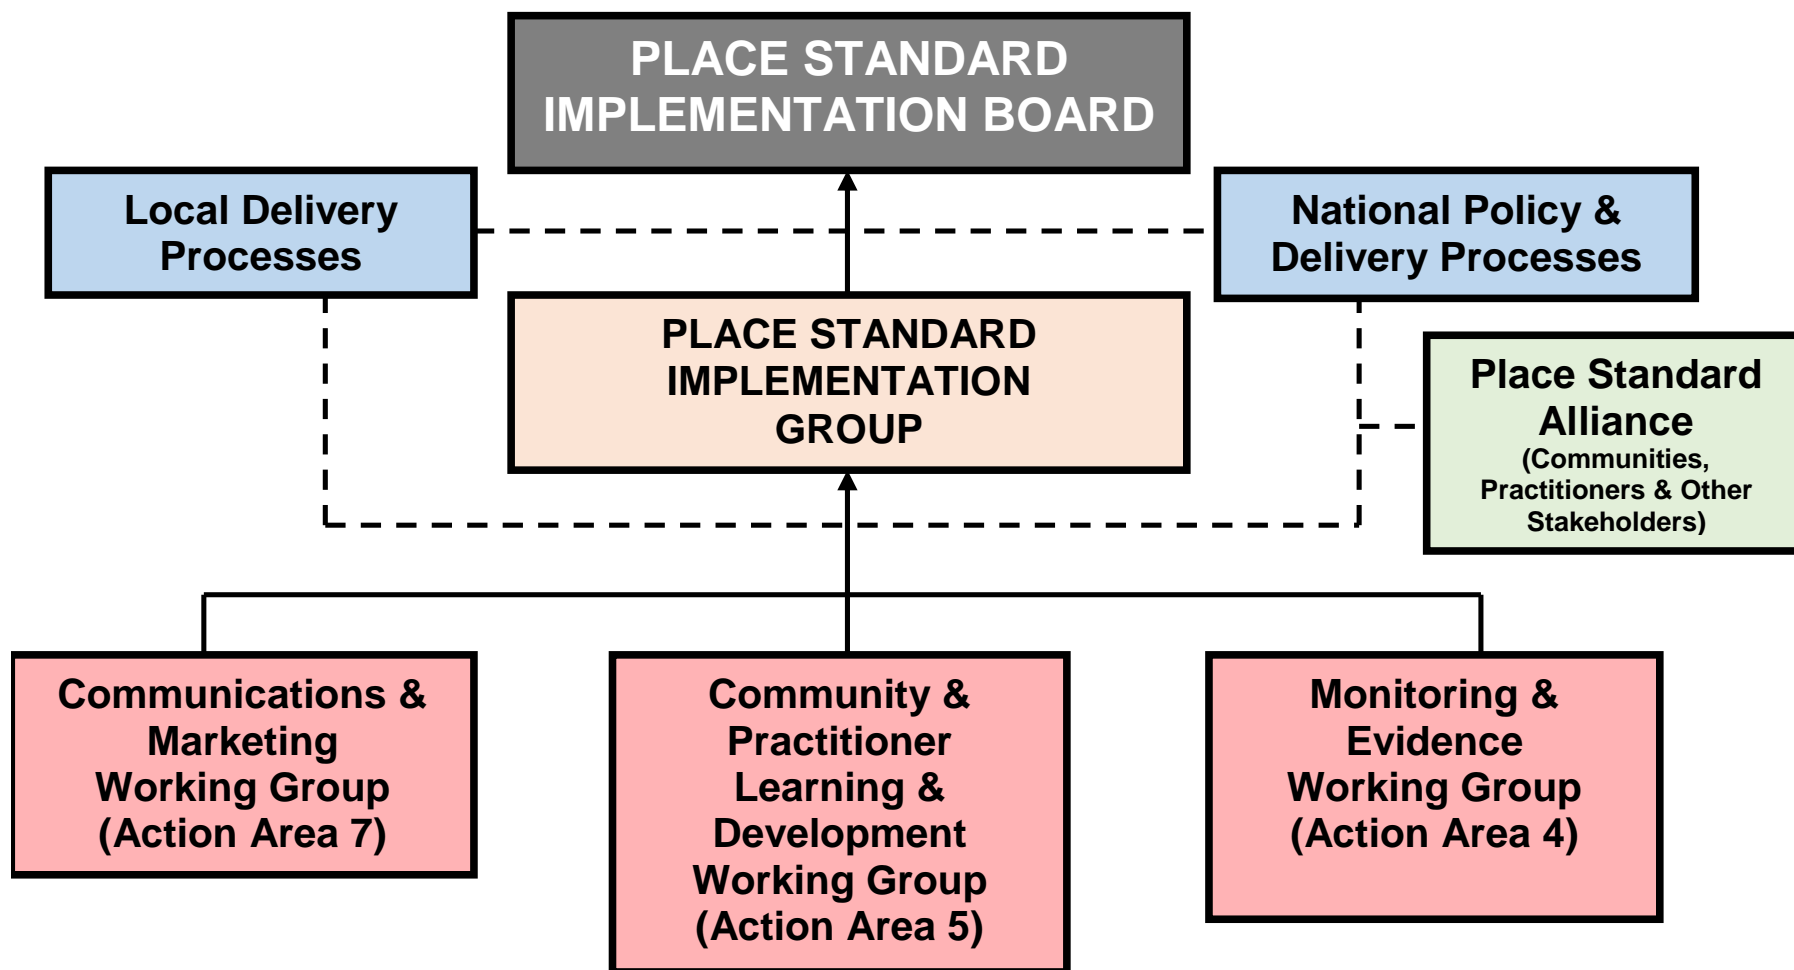 PLACE STANDARD
IMPLEMENTATION BOARD
Local Delivery
Processes
National Policy &
Delivery Processes
PLACE STANDARD
IMPLEMENTATION
GROUP
Place Standard
Alliance
(Communities,
Practitioners & Other
Stakeholders)
Communications &
Marketing
Working Group
(Action Area 7)
Community &
Practitioner
Learning &
Development
Working Group
(Action Area 5)
Monitoring &
Evidence
Working Group
(Action Area 4)